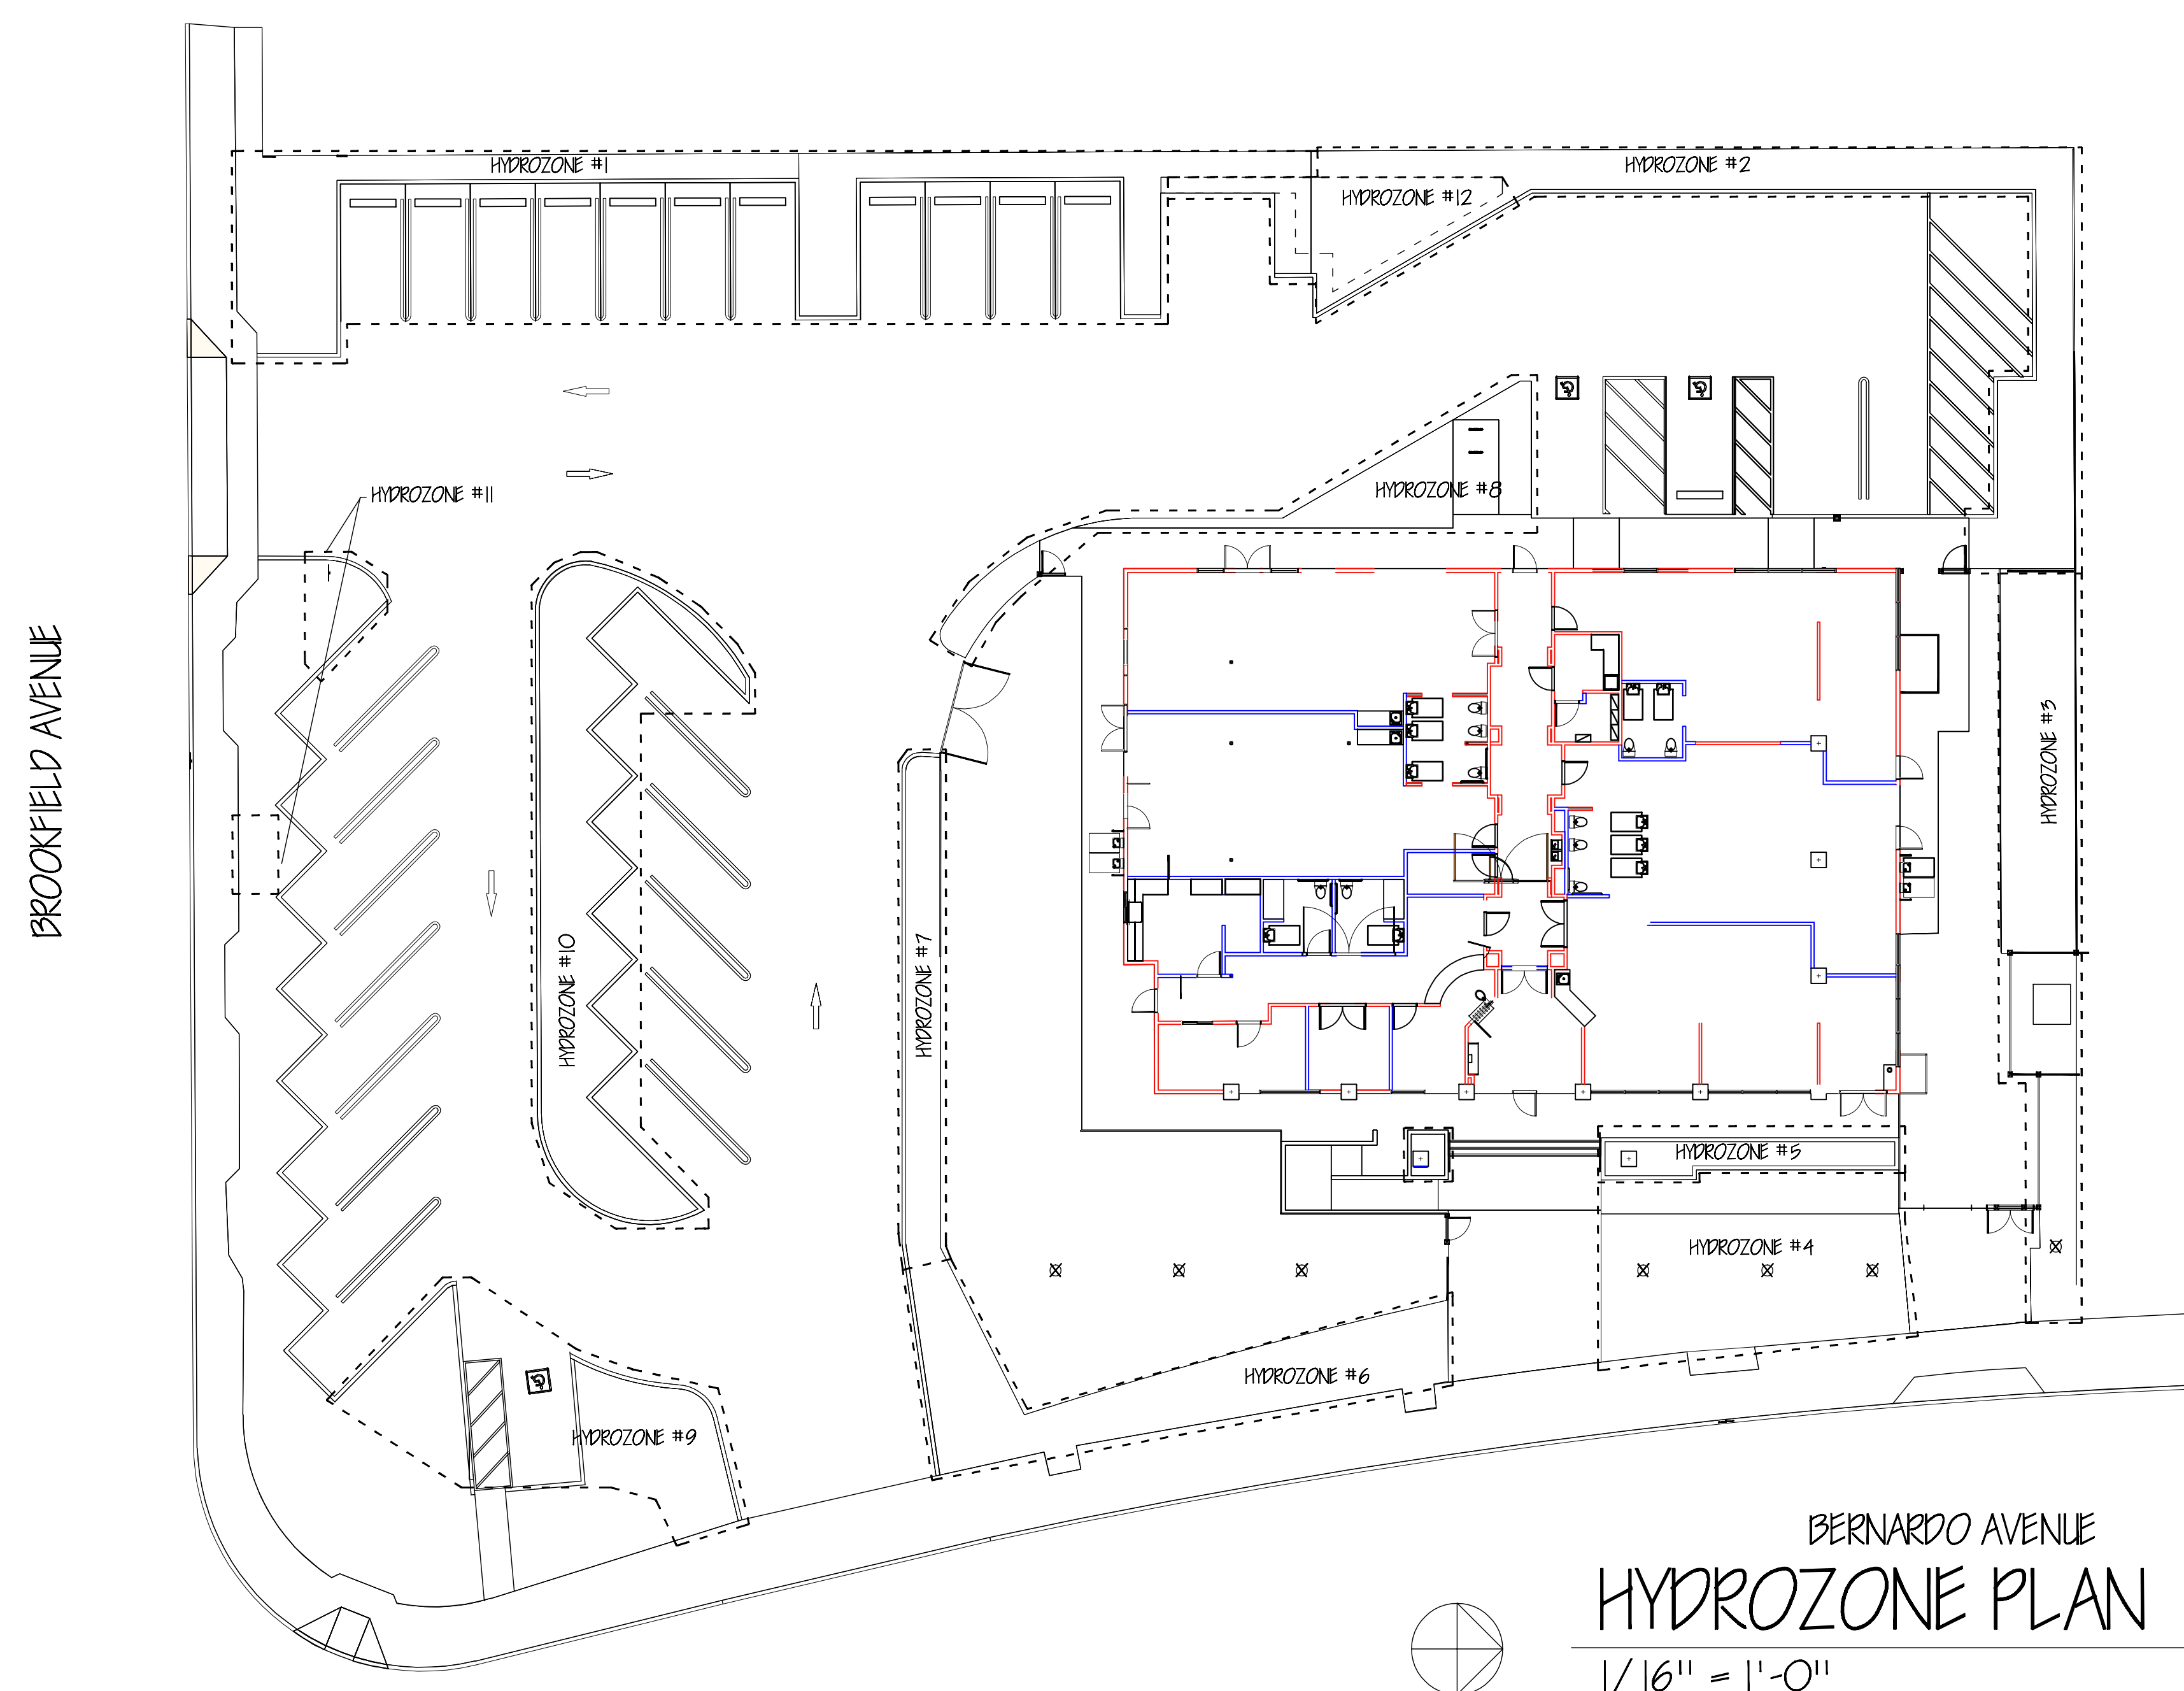 HYDROZONE #1
HYDROZONE #2
HYDROZONE #12
HYDROZONE #8
HYDROZONE #11
BROOKFIELD AVENUE
HYDROZONE #3
HYDROZONE #10
HYDROZONE #7
HYDROZONE #5
HYDROZONE #4
HYDROZONE #6
HYDROZONE #9
BERNARDO AVENUE
HYDROZONE PLAN
1/16" = 1'-0"